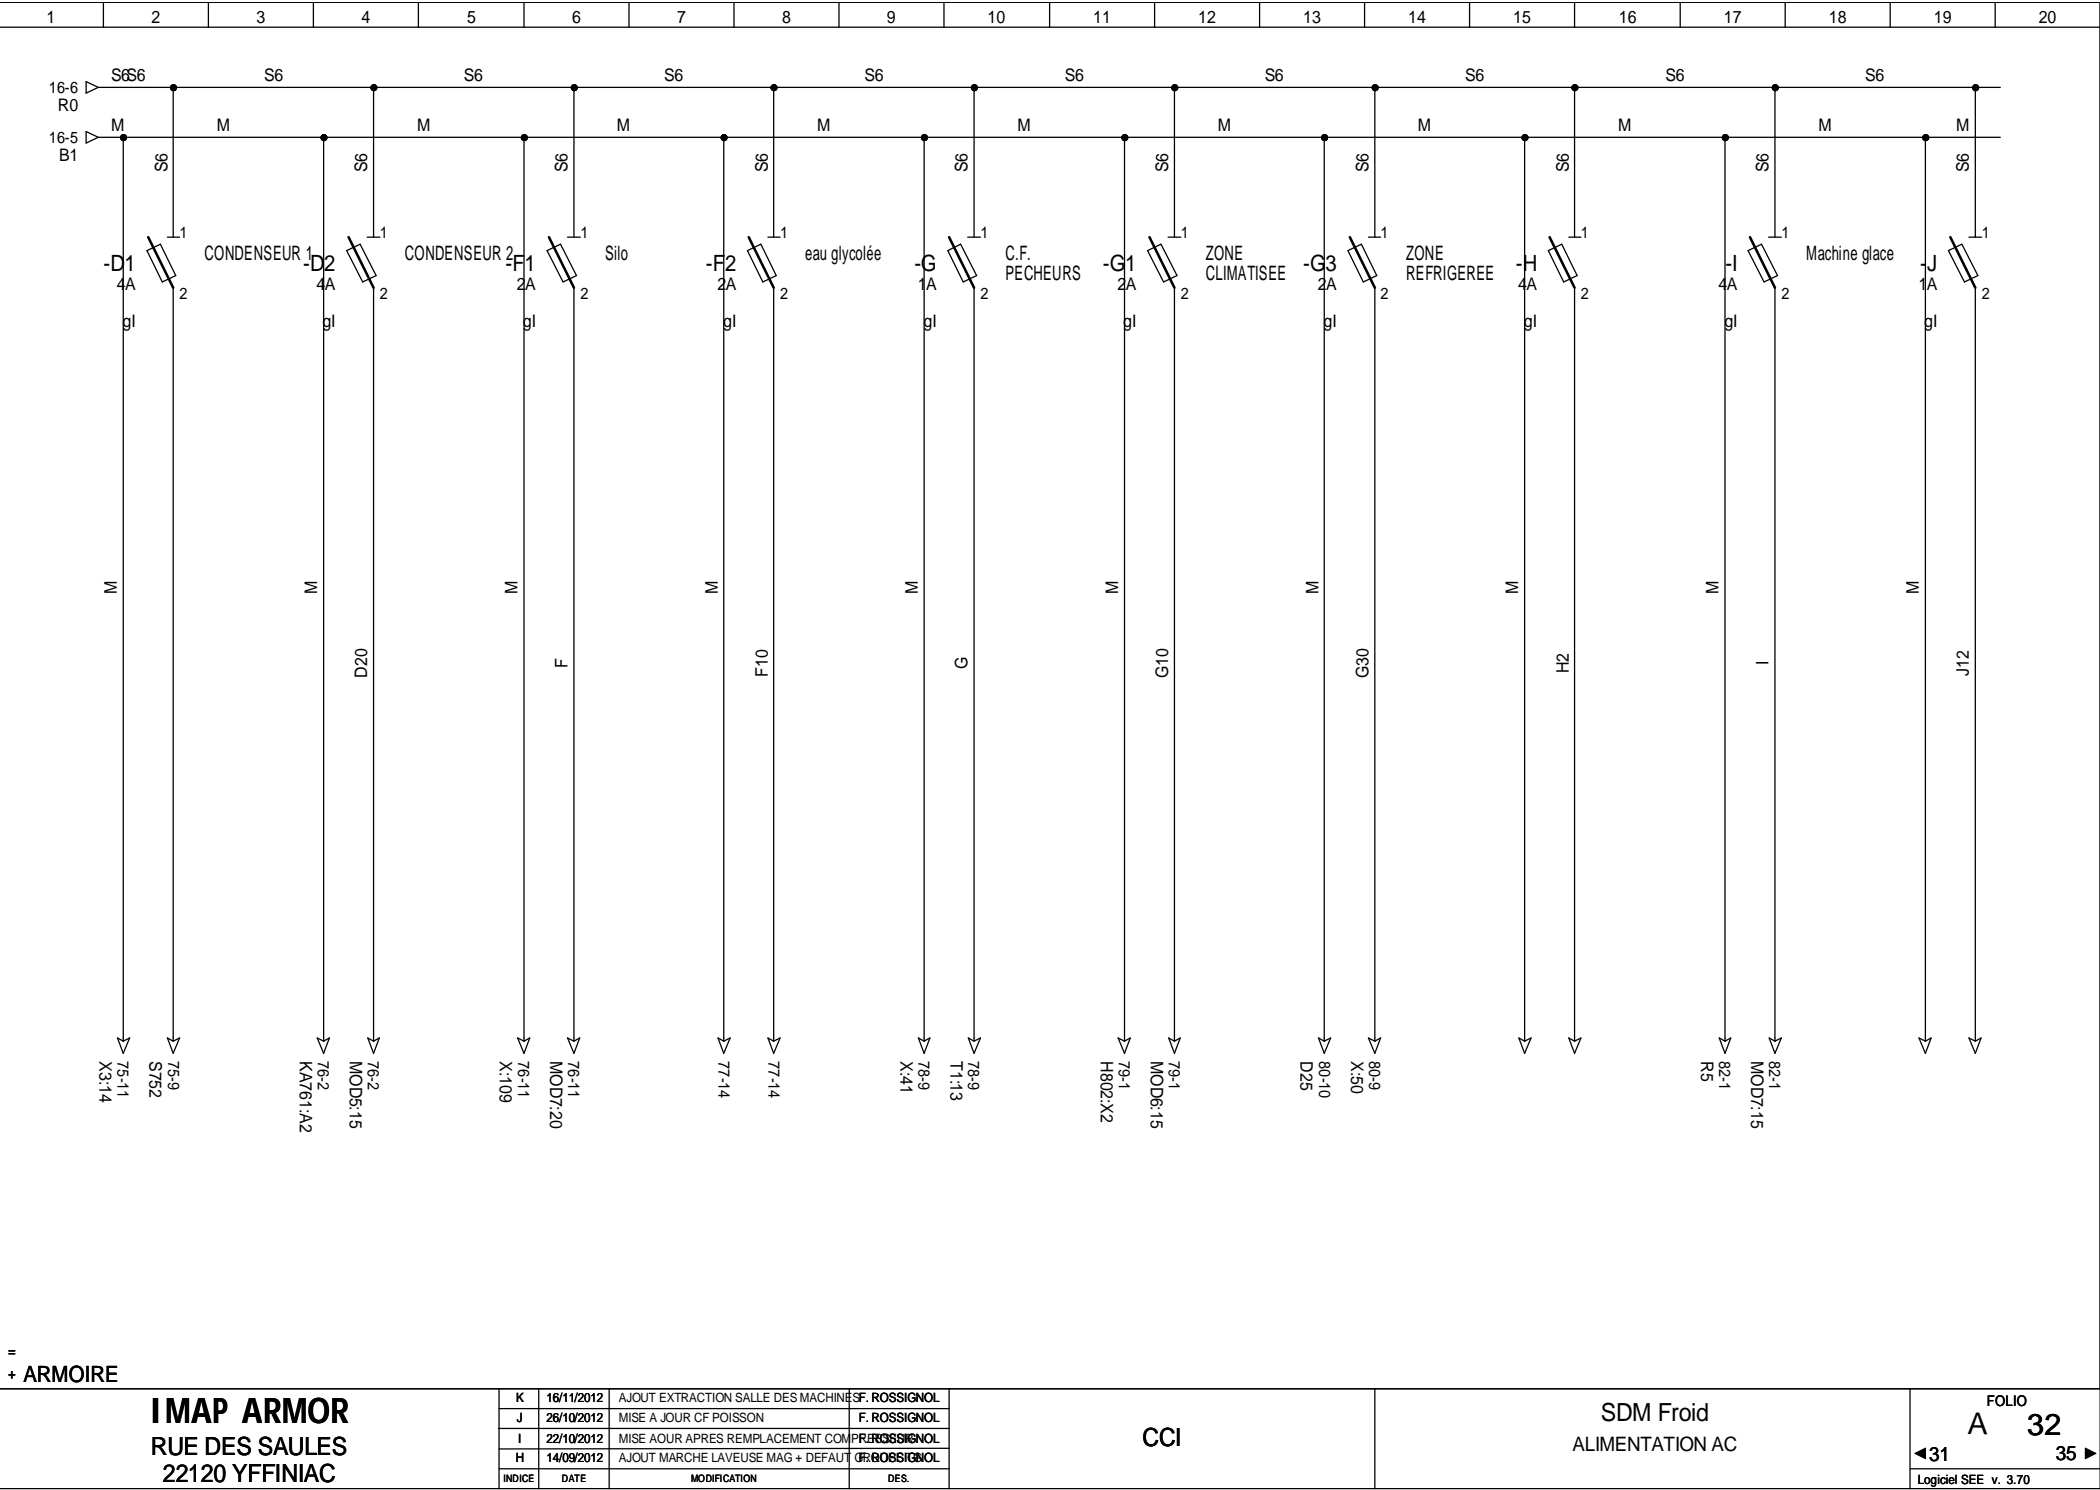 1 2 3 4 5 6 7 8 9 10 11 12 13 14 15 16 17 18 19 20
S6 S6 S6 S6 S6 S6 S6 S6 S6 S6 S6
16-6
R0
M M M M M M M M M M M
16-5
B1
S6 S6 S6 S6 S6 S6 S6 S6 S6 S6
1 1 1 1 1 1 1 1 1 1
-D1 CONDENSEUR 1
4A
2
gI
-D2 CONDENSEUR 2
4A
2
gI
-F1 Silo
2A
2
gI
-F2 eau glycolée
2A
2
gI
-G C.F.
PECHEURS
1A
2
gI
-G1 ZONE
CLIMATISEE
2A
2
gI
-G3 ZONE
REFRIGEREE
2A
2
gI
-H
4A
2
gI
-I Machine glace
4A
2
gI
-J
1A
2
gI
M M M M M M M M M M
D20 F F10 G G10 G30 H2 I J12
75-11
X3:14
75-9
S752
76-2
KA761:A2
76-2
MOD5:15
76-11
X:109
76-11
MOD7:20
77-14
77-14
78-9
X:41
78-9
T1:13
79-1
H802:X2
79-1
MOD6:15
80-10
D25
80-9
X:50
82-1
R5
82-1
MOD7:15
=
+ ARMOIRE
IMAP ARMOR
RUE DES SAULES
22120 YFFINIAC
K 16/11/2012 AJOUT EXTRACTION SALLE DES MACHINES F. ROSSIGNOL
J 26/10/2012 MISE A JOUR CF POISSON F. ROSSIGNOL
I 22/10/2012 MISE AOUR APRES REMPLACEMENT F. ROSSIGNOL
H 14/09/2012 AJOUT MARCHE LAVEUSE MAG + DEFAUT F. ROSSIGNOL
INDICE DATE MODIFICATION DES.
CCI
SDM Froid
ALIMENTATION AC
FOLIO
A 32
◄31 35►
Logiciel SEE v. 3.70